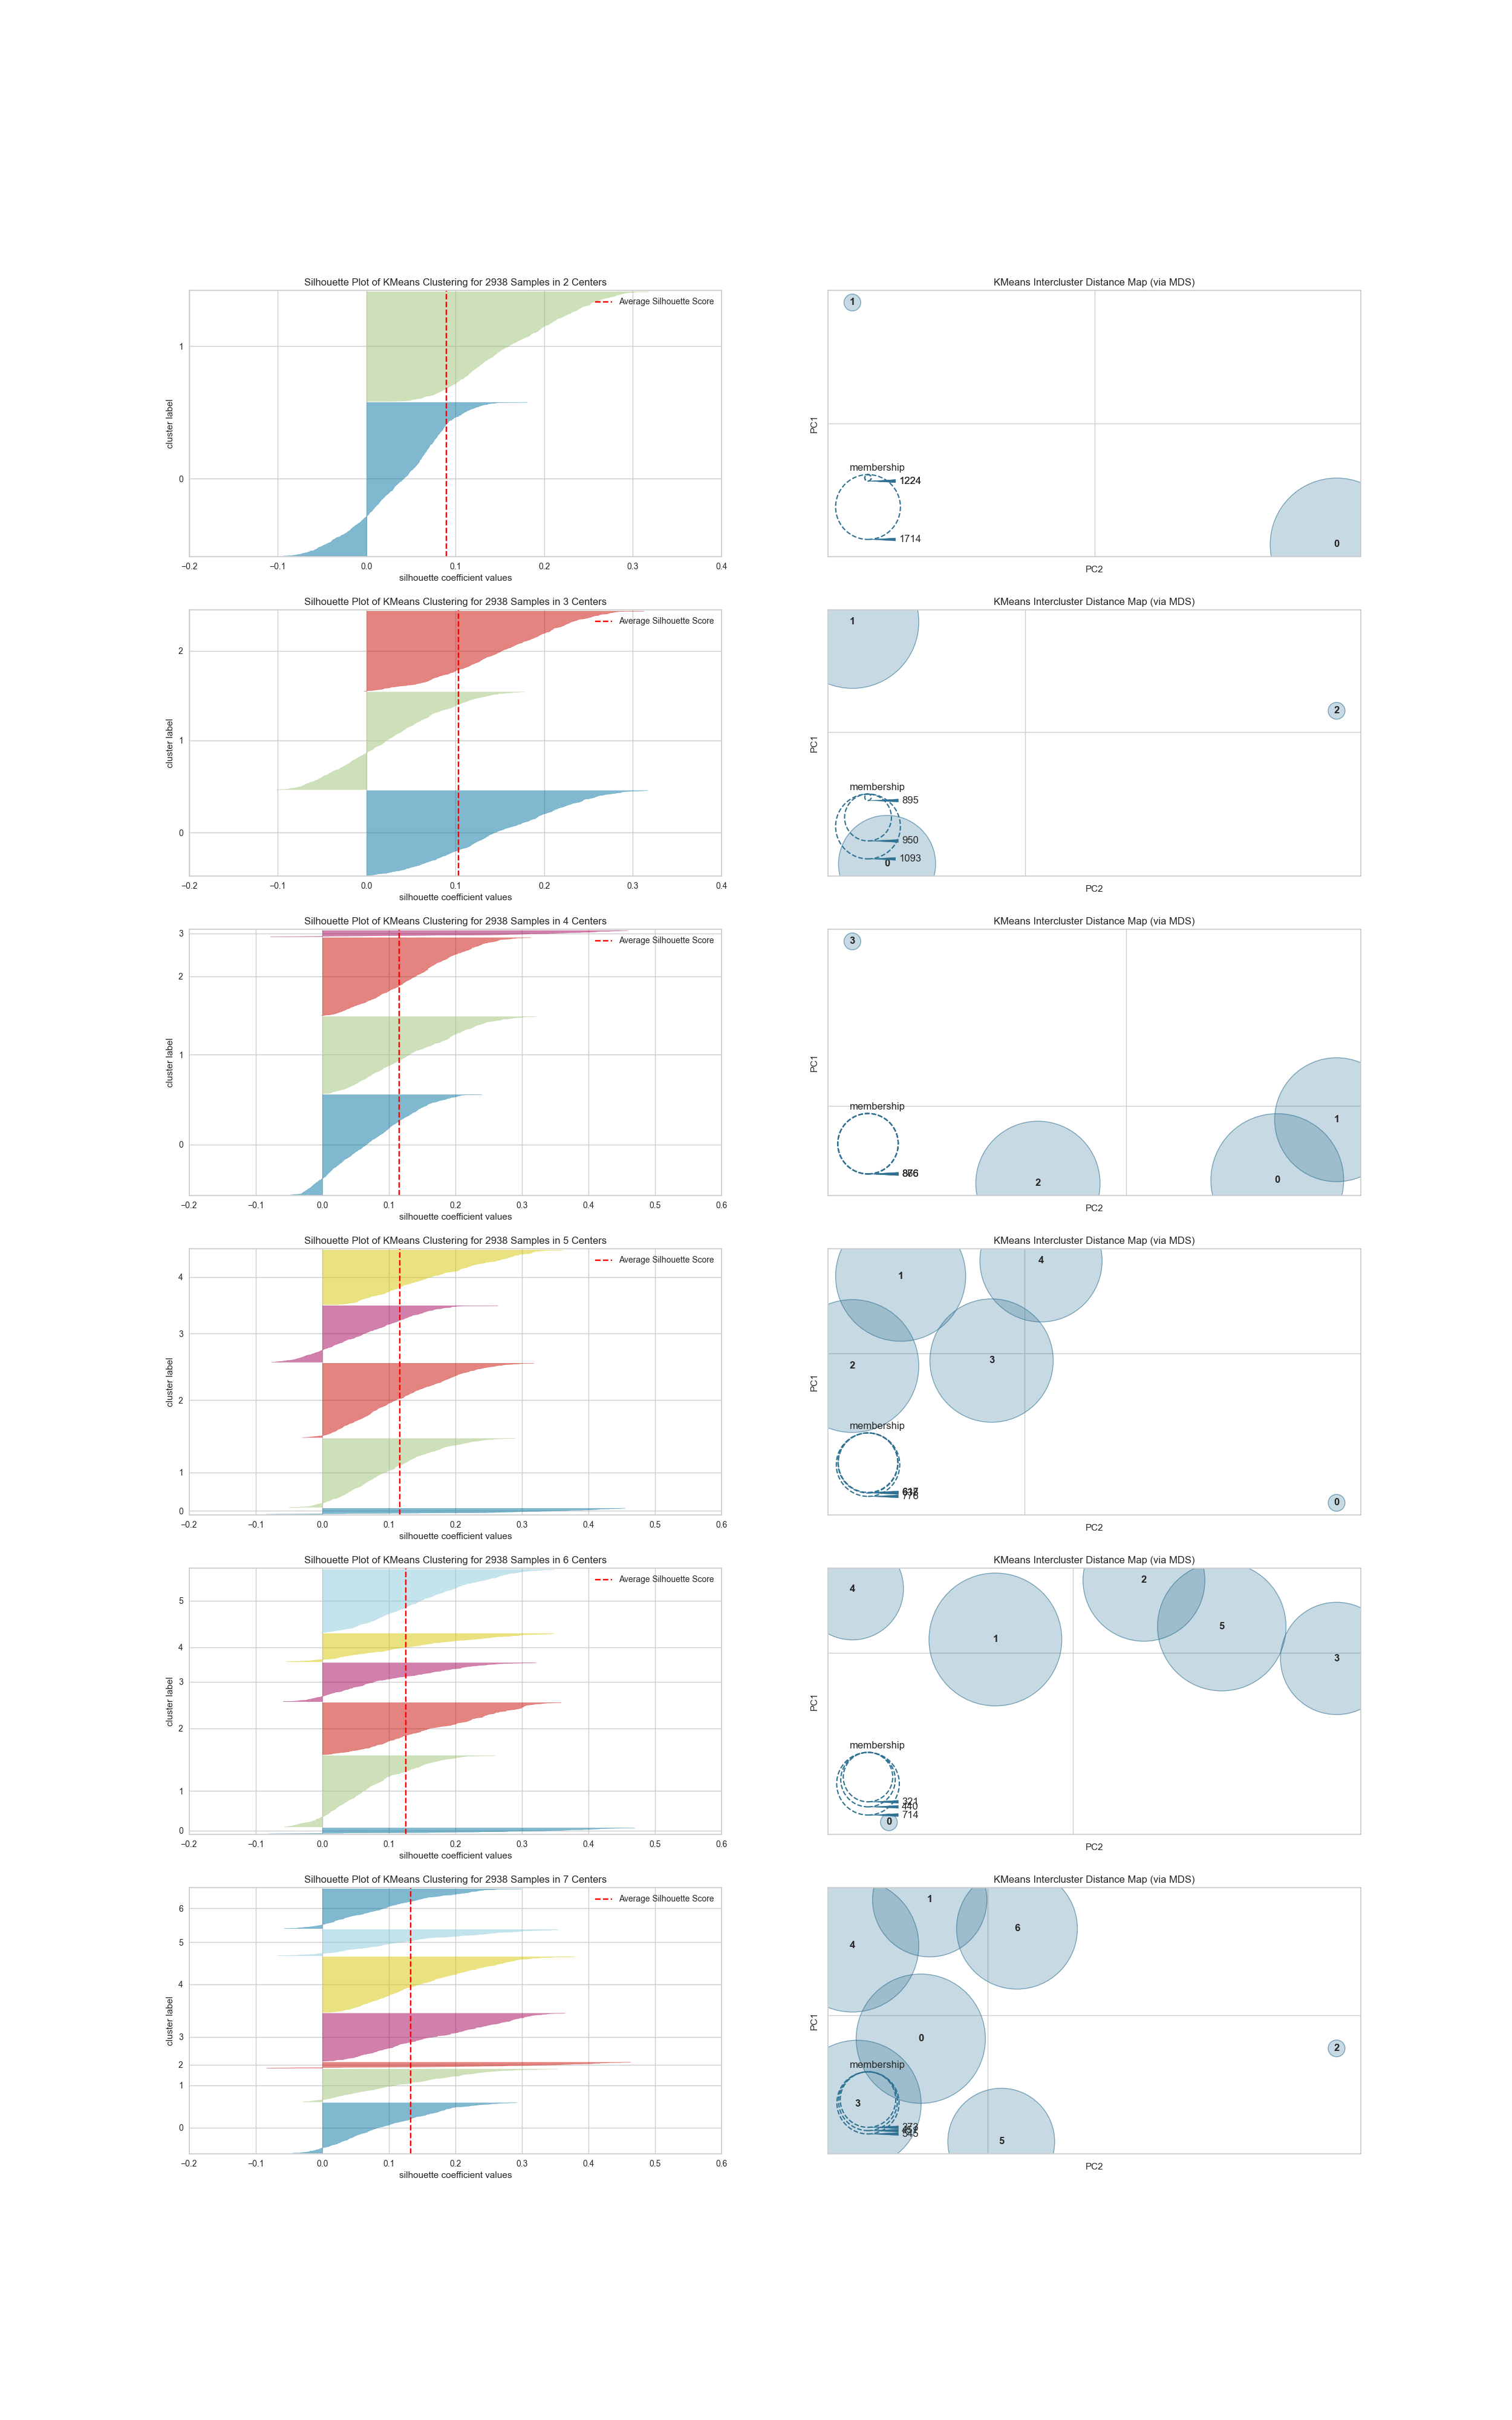 Silhouette Plot of KMeans Clustering for 2938 Samples in 2 Centers
Average Silhouette Score
cluster label
1
0
−0.2 −0.1 0.0 0.1 0.2 0.3 0.4
silhouette coefficient values
KMeans Intercluster Distance Map (via MDS)
1
PC1
membership
1224
1714
0
PC2
Silhouette Plot of KMeans Clustering for 2938 Samples in 3 Centers
Average Silhouette Score
cluster label
2
1
0
−0.2 −0.1 0.0 0.1 0.2 0.3 0.4
silhouette coefficient values
KMeans Intercluster Distance Map (via MDS)
1
2
PC1
membership
895
950
1093
0
PC2
Silhouette Plot of KMeans Clustering for 2938 Samples in 4 Centers
Average Silhouette Score
cluster label
3
2
1
0
−0.2 −0.1 0.0 0.1 0.2 0.3 0.4 0.5 0.6
silhouette coefficient values
KMeans Intercluster Distance Map (via MDS)
3
PC1
membership
1
2
0
PC2
Silhouette Plot of KMeans Clustering for 2938 Samples in 5 Centers
Average Silhouette Score
cluster label
4
3
2
1
0
−0.2 −0.1 0.0 0.1 0.2 0.3 0.4 0.5 0.6
silhouette coefficient values
KMeans Intercluster Distance Map (via MDS)
4
1
3
2
PC1
membership
776
0
PC2
Silhouette Plot of KMeans Clustering for 2938 Samples in 6 Centers
Average Silhouette Score
cluster label
5
4
3
2
1
0
−0.2 −0.1 0.0 0.1 0.2 0.3 0.4 0.5 0.6
silhouette coefficient values
KMeans Intercluster Distance Map (via MDS)
2
4
5
1
3
PC1
membership
321
440
714
0
PC2
Silhouette Plot of KMeans Clustering for 2938 Samples in 7 Centers
Average Silhouette Score
cluster label
6
5
4
3
2
1
0
−0.2 −0.1 0.0 0.1 0.2 0.3 0.4 0.5 0.6
silhouette coefficient values
KMeans Intercluster Distance Map (via MDS)
1
6
4
PC1
0
2
membership
3
273
545
5
PC2